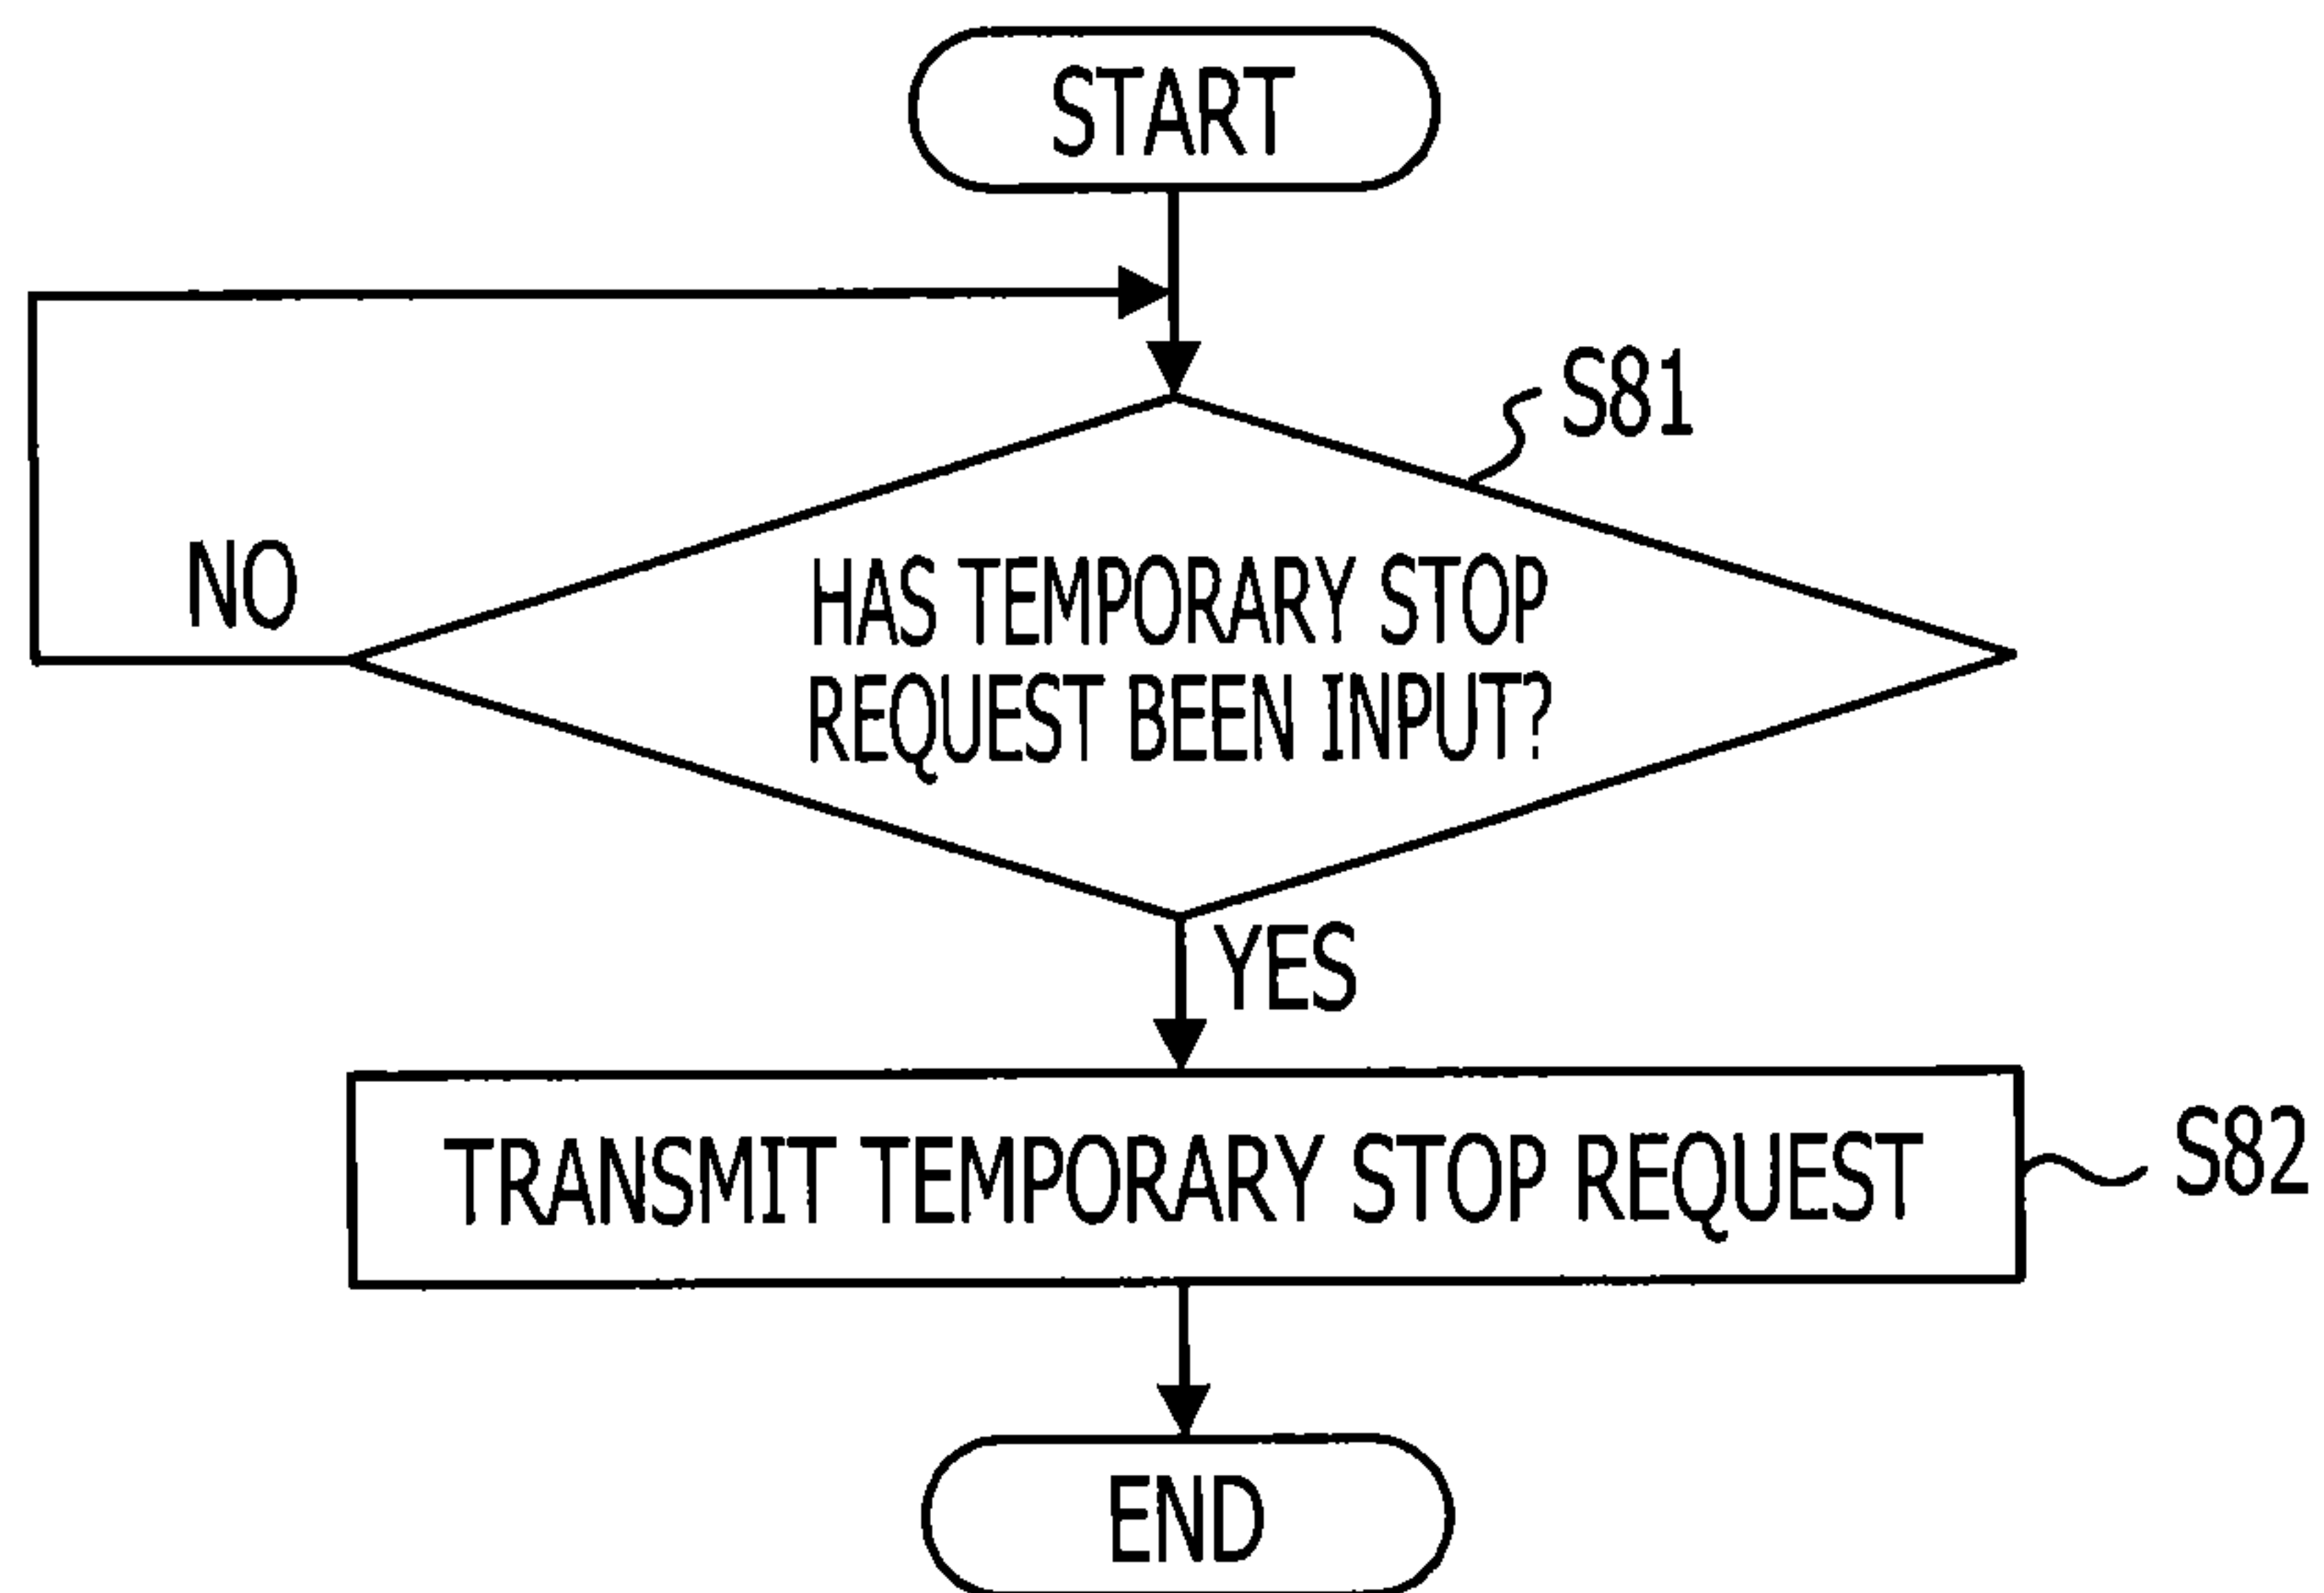 START
S81
NO
HAS TEMPORARY STOP
REQUEST BEEN INPUT?
YES
TRANSMIT TEMPORARY STOP REQUEST
S82
END